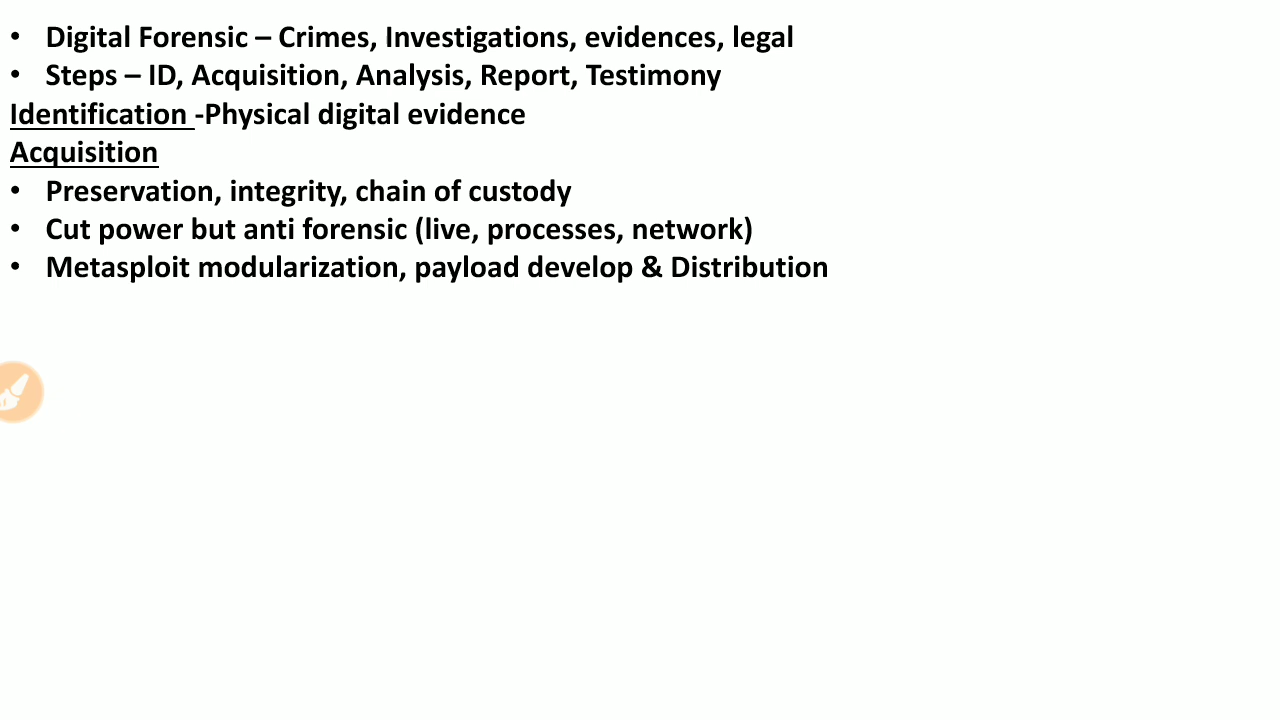 • Digital Forensic – Crimes, Investigations, evidences, legal
• Steps – ID, Acquisition, Analysis, Report, Testimony
Identification -Physical digital evidence
Acquisition
• Preservation, integrity, chain of custody
• Cut power but anti forensic (live, processes, network)
• Metasploit modularization, payload develop & Distribution